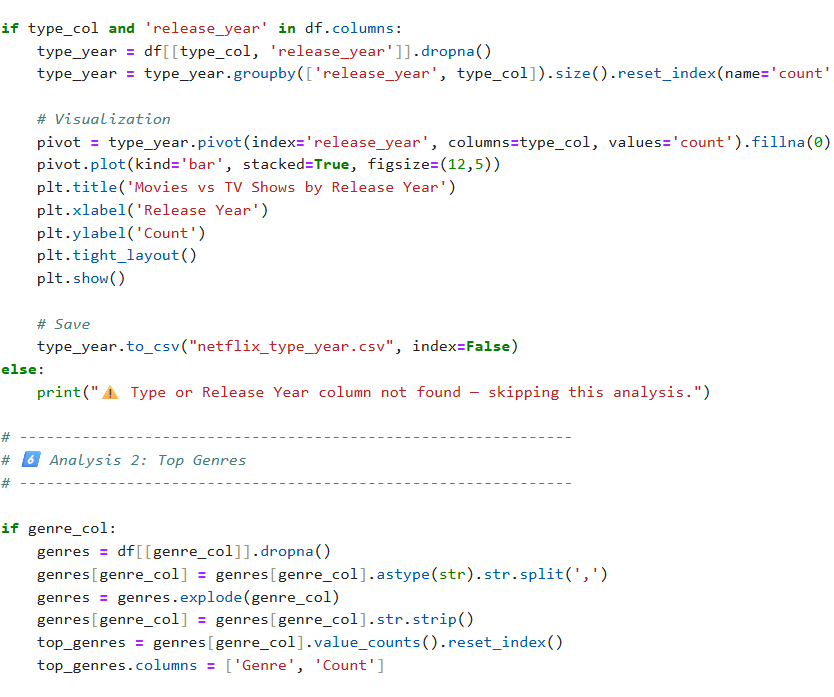 if type_col and 'release_year' in df.columns:
    type_year = df[[type_col, 'release_year']].dropna()
    type_year = type_year.groupby(['release_year', type_col]).size().reset_index(name='count'

    # Visualization
    pivot = type_year.pivot(index='release_year', columns=type_col, values='count').fillna(0)
    pivot.plot(kind='bar', stacked=True, figsize=(12,5))
    plt.title('Movies vs TV Shows by Release Year')
    plt.xlabel('Release Year')
    plt.ylabel('Count')
    plt.tight_layout()
    plt.show()

    # Save
    type_year.to_csv("netflix_type_year.csv", index=False)
else:
    print("⚠️ Type or Release Year column not found — skipping this analysis.")

# --------------------------------------------------------------
# 6️⃣ Analysis 2: Top Genres
# --------------------------------------------------------------

if genre_col:
    genres = df[[genre_col]].dropna()
    genres[genre_col] = genres[genre_col].astype(str).str.split(',')
    genres = genres.explode(genre_col)
    genres[genre_col] = genres[genre_col].str.strip()
    top_genres = genres[genre_col].value_counts().reset_index()
    top_genres.columns = ['Genre', 'Count']